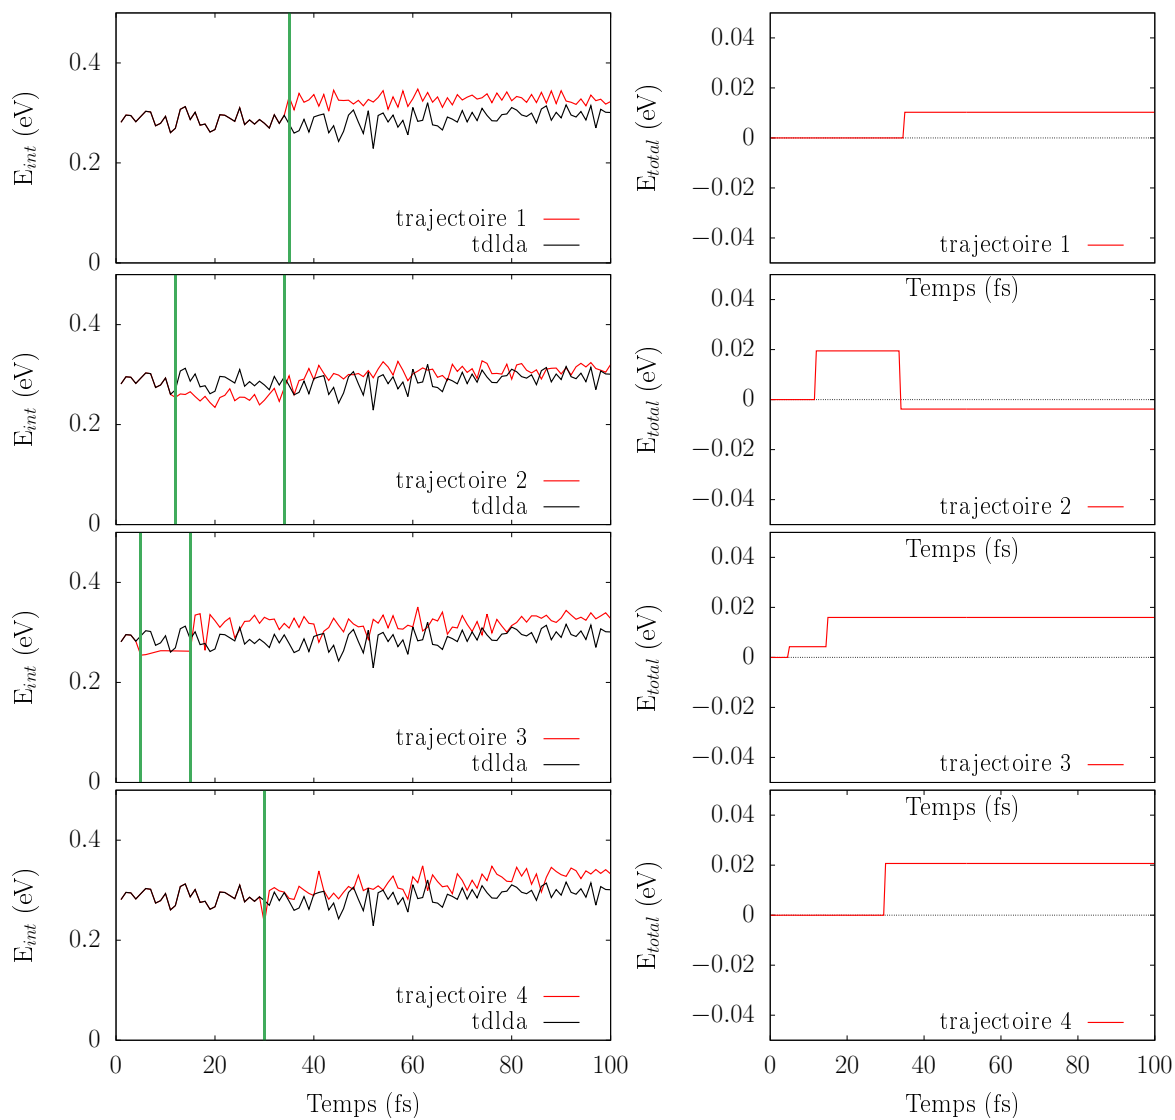 0.4
0.2
0
E_int (eV)
trajectoire 1
tdlda
0.04
0.02
0
−0.02
−0.04
E_total (eV)
trajectoire 1
Temps (fs)
0.4
0.2
0
E_int (eV)
trajectoire 2
tdlda
0.04
0.02
0
−0.02
−0.04
E_total (eV)
trajectoire 2
Temps (fs)
0.4
0.2
0
E_int (eV)
trajectoire 3
tdlda
0.04
0.02
0
−0.02
−0.04
E_total (eV)
trajectoire 3
Temps (fs)
0.4
0.2
0
E_int (eV)
trajectoire 4
tdlda
0 20 40 60 80 100
Temps (fs)
0.04
0.02
0
−0.02
−0.04
E_total (eV)
trajectoire 4
0 20 40 60 80 100
Temps (fs)